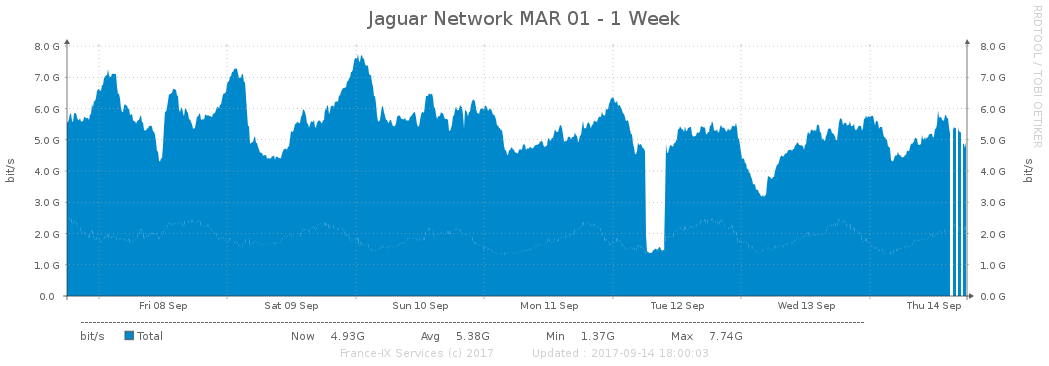 Jaguar Network MAR 01 - 1 Week
RRDTOOL / TOBI OETIKER
bit/s
8.0 G 8.0 G
7.0 G 7.0 G
6.0 G 6.0 G
5.0 G 5.0 G
4.0 G 4.0 G
3.0 G 3.0 G
2.0 G 2.0 G
1.0 G 1.0 G
0.0 0.0 G
bit/s
Fri 08 Sep Sat 09 Sep Sun 10 Sep Mon 11 Sep Tue 12 Sep Wed 13 Sep Thu 14 Sep
bit/s Total Now 4.93G Avg 5.38G Min 1.37G Max 7.74G
France-IX Services (c) 2017 Updated : 2017-09-14 18:00:03